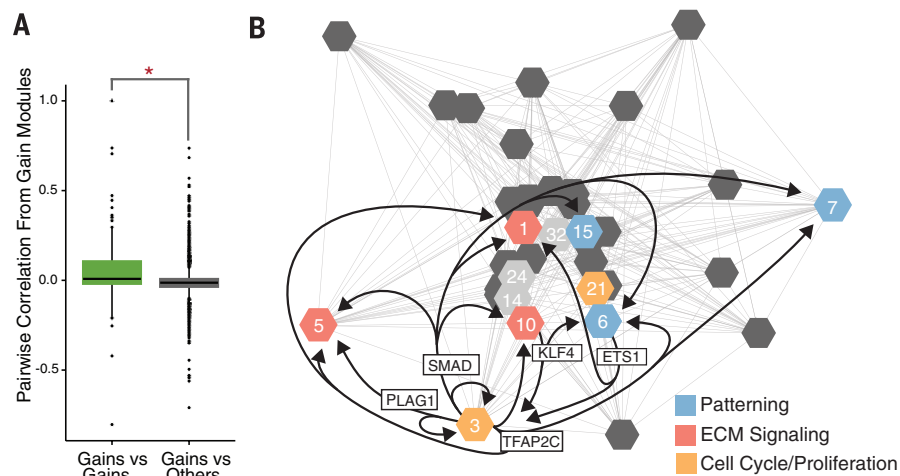 A
B
Pairwise Correlation From Gain Modules
*
1.0
0.5
0.0
-0.5
Gains vs
Gains
Gains vs
Others
7
1
32
15
24
21
14
5
10
6
SMAD
KLF4
ETS1
PLAG1
3
TFAP2C
Patterning
ECM Signaling
Cell Cycle/Proliferation